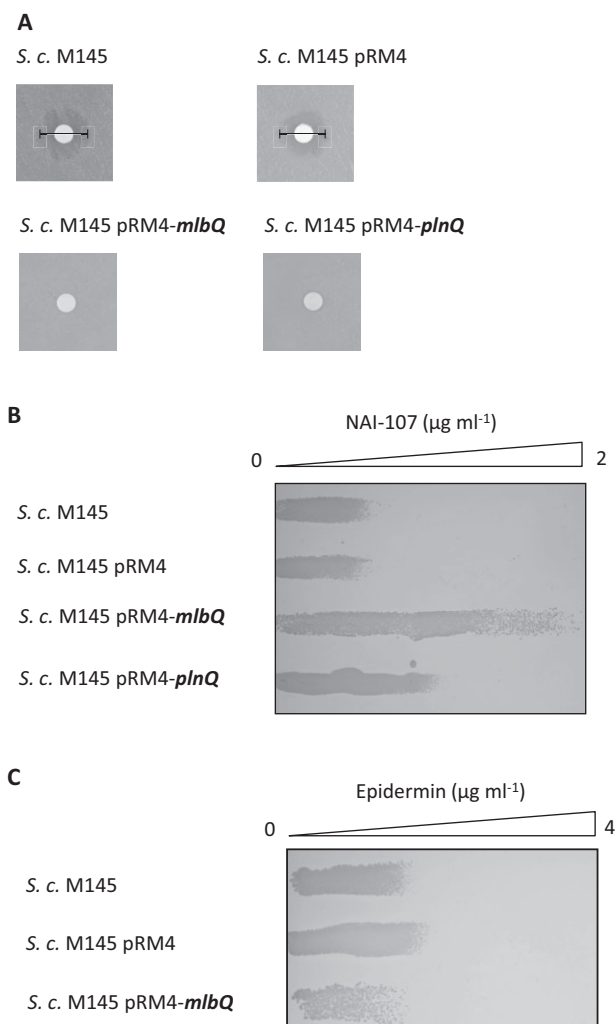 A
S. c. M145
S. c. M145 pRM4
S. c. M145 pRM4-mlbQ
S. c. M145 pRM4-plnQ
B
NAI-107 (µg ml-1)
0
2
S. c. M145
S. c. M145 pRM4
S. c. M145 pRM4-mlbQ
S. c. M145 pRM4-plnQ
C
Epidermin (µg ml-1)
0
4
S. c. M145
S. c. M145 pRM4
S. c. M145 pRM4-mlbQ